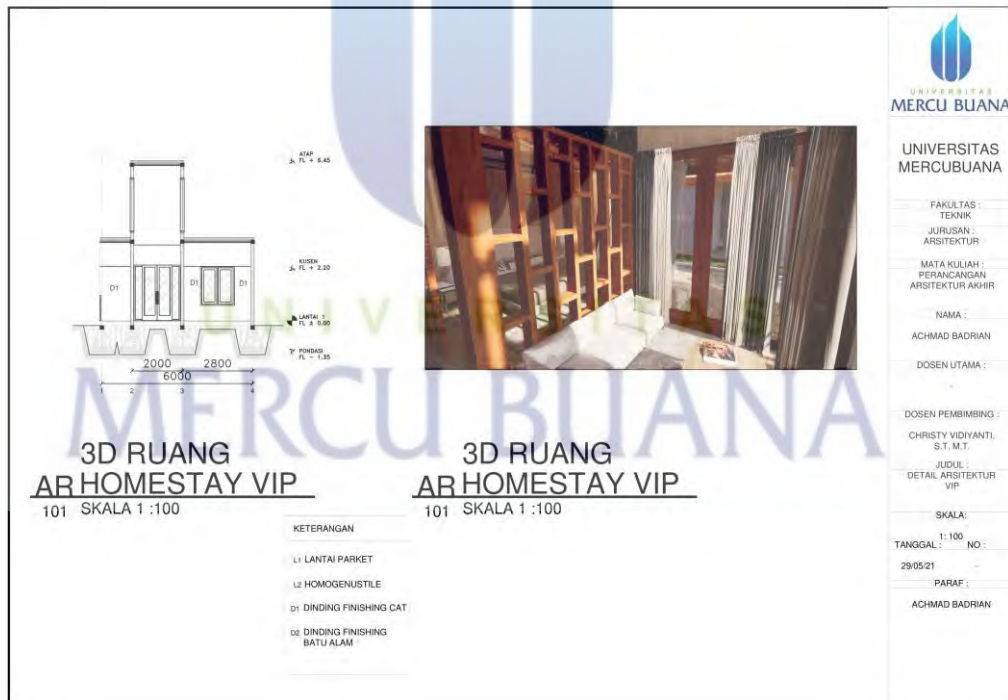 ATAP
FL + 6.45
KUSEN
FL + 2.20
D1
D1
D1
LANTAI 1
FL ± 0.00
PONDASI
FL - 1.35
2000
2800
6000
1
2
3
4
3D RUANG
AR HOMESTAY VIP
101 SKALA 1 :100
3D RUANG
AR HOMESTAY VIP
101 SKALA 1 :100
KETERANGAN
L1 LANTAI PARKET
L2 HOMOGENUSTILE
D1 DINDING FINISHING CAT
D2 DINDING FINISHING
BATU ALAM
UNIVERSITAS
MERCU BUANA
UNIVERSITAS
MERCU BUANA
UNIVERSITAS
MERCUBUANA
FAKULTAS :
TEKNIK
JURUSAN :
ARSITEKTUR
MATA KULIAH :
PERANCANGAN
ARSITEKTUR AKHIR
NAMA :
ACHMAD BADRIAN
DOSEN UTAMA :
-
DOSEN PEMBIMBING :
CHRISTY VIDIYANTI,
S.T. M.T.
JUDUL :
DETAIL ARSITEKTUR
VIP
SKALA:
1: 100
TANGGAL : NO :
29/05/21 -
PARAF :
ACHMAD BADRIAN